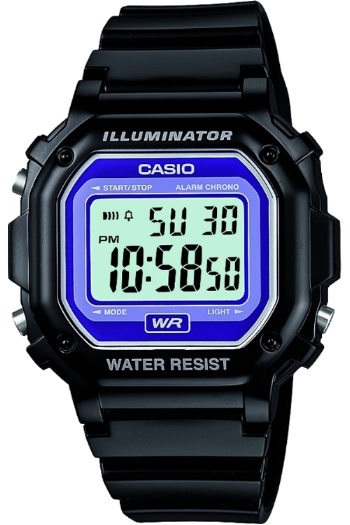 ILLUMINATOR
CASIO
START/STOP ALARM CHRONO
SU 30
PM
10:58 50
MODE LIGHT
WR
WATER RESIST